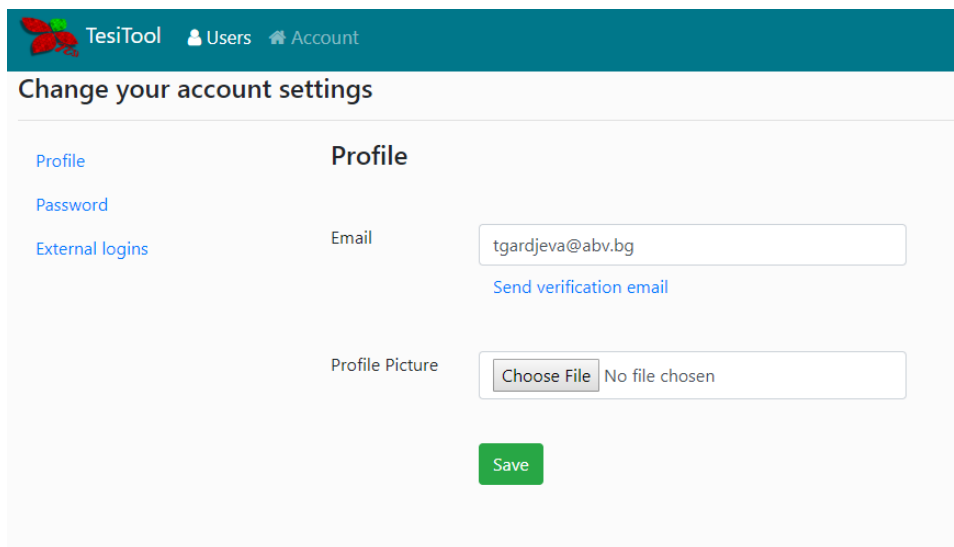 TesiTool Users Account
Change your account settings
Profile
Password
External logins
Profile
Email
tgardjeva@abv.bg
Send verification email
Profile Picture
Choose File No file chosen
Save